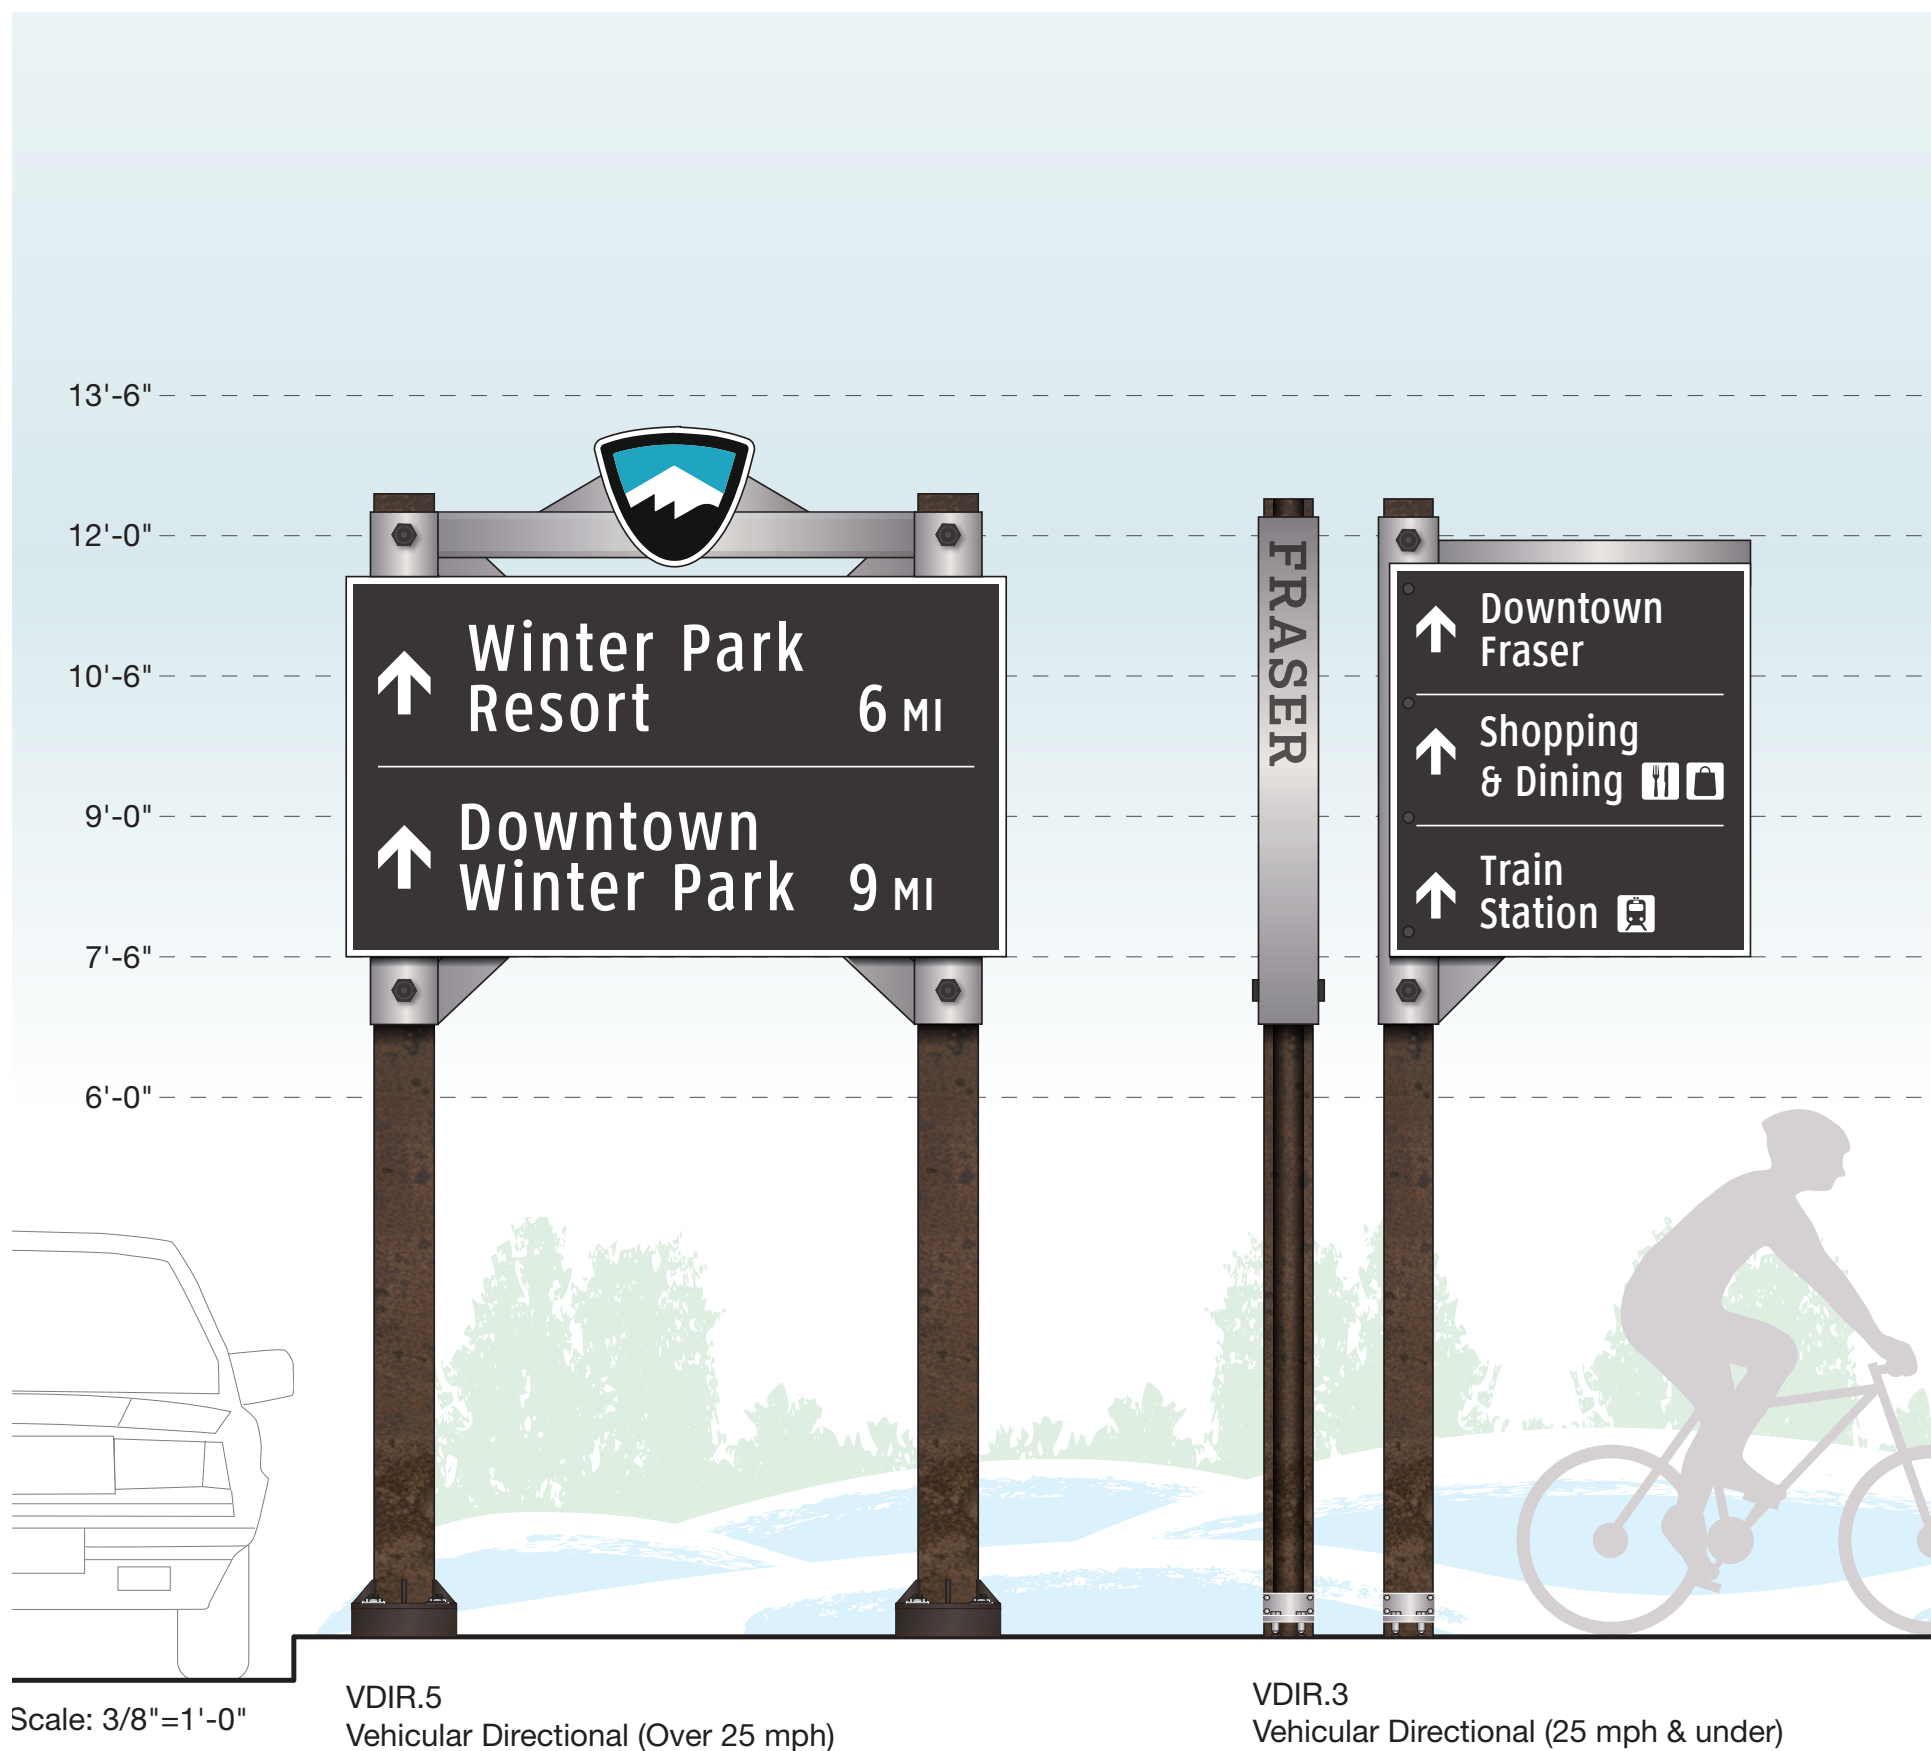 13'-6"
12'-0"
10'-6"
9'-0"
7'-6"
6'-0"
Winter Park
Resort 6 MI
Downtown
Winter Park 9 MI
FRASER
Downtown
Fraser
Shopping
& Dining
Train
Station
Scale: 3/8"=1'-0"
VDIR.5
Vehicular Directional (Over 25 mph)
VDIR.3
Vehicular Directional (25 mph & under)